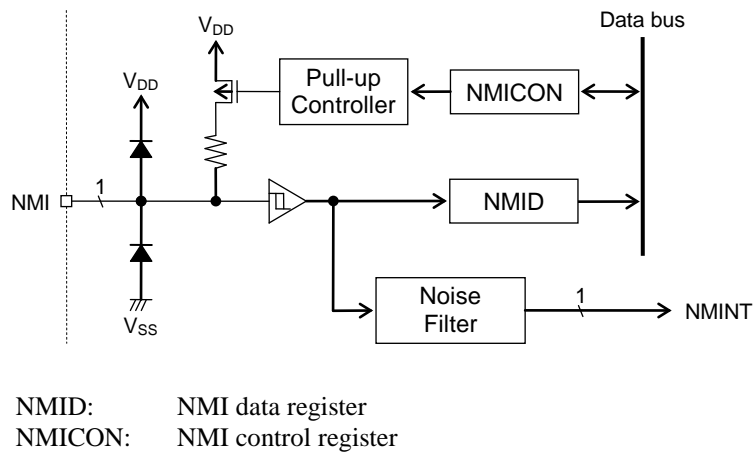 Data bus
VDD
VDD
Pull-up
Controller
NMICON
NMI
1
NMID
Noise
Filter
1
NMINT
VSS
NMID: NMI data register
NMICON: NMI control register